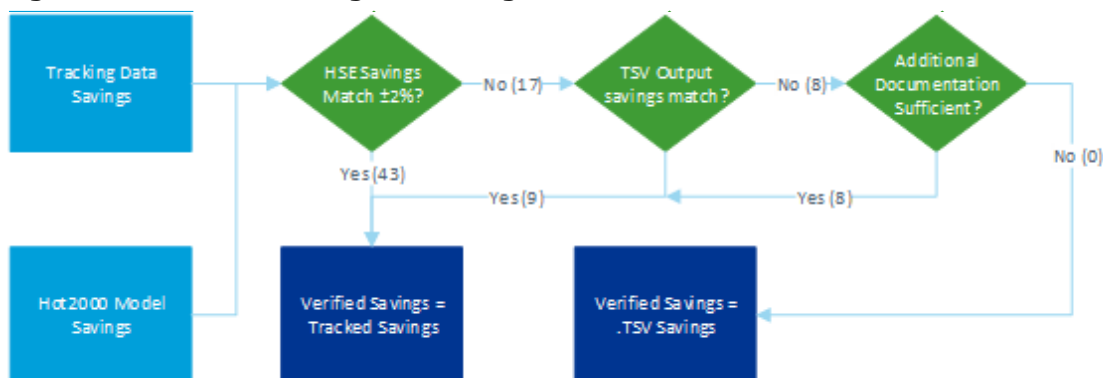 Tracking Data
Savings
HSE Savings
Match ±2%?
No (17)
TSV Output
savings match?
No (8)
Additional
Documentation
Sufficient?
No (0)
Yes (43)
Yes (9)
Yes (8)
Hot2000 Model
Savings
Verified Savings =
Tracked Savings
Verified Savings =
.TSV Savings